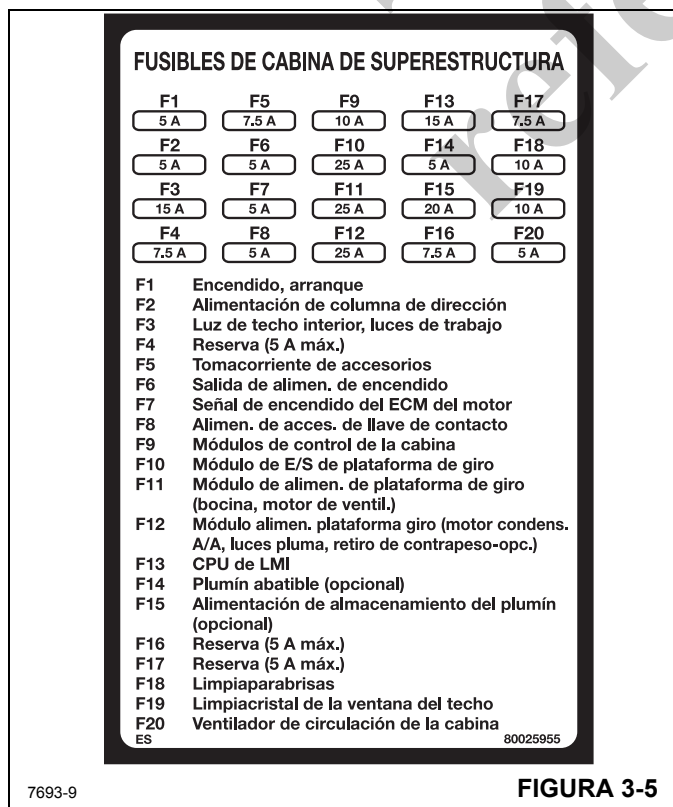 FUSIBLES DE CABINA DE SUPERESTRUCTURA
F1 F5 F9 F13 F17
5 A 7.5 A 10 A 15 A 7.5 A
F2 F6 F10 F14 F18
5 A 5 A 25 A 5 A 10 A
F3 F7 F11 F15 F19
15 A 5 A 25 A 20 A 10 A
F4 F8 F12 F16 F20
7.5 A 5 A 25 A 7.5 A 5 A
F1 Encendido, arranque
F2 Alimentación de columna de dirección
F3 Luz de techo interior, luces de trabajo
F4 Reserva (5 A máx.)
F5 Tomacorriente de accesorios
F6 Salida de alimen. de encendido
F7 Señal de encendido del ECM del motor
F8 Alimen. de acces. de llave de contacto
F9 Módulos de control de la cabina
F10 Módulo de E/S de plataforma de giro
F11 Módulo de alimen. de plataforma de giro
(bocina, motor de ventil.)
F12 Módulo alimen. plataforma giro (motor condens.
A/A, luces pluma, retiro de contrapeso-opc.)
F13 CPU de LMI
F14 Plumín abatible (opcional)
F15 Alimentación de almacenamiento del plumín
(opcional)
F16 Reserva (5 A máx.)
F17 Reserva (5 A máx.)
F18 Limpiaparabrisas
F19 Limpiacristal de la ventana del techo
F20 Ventilador de circulación de la cabina
ES 80025955
7693-9 FIGURA 3-5